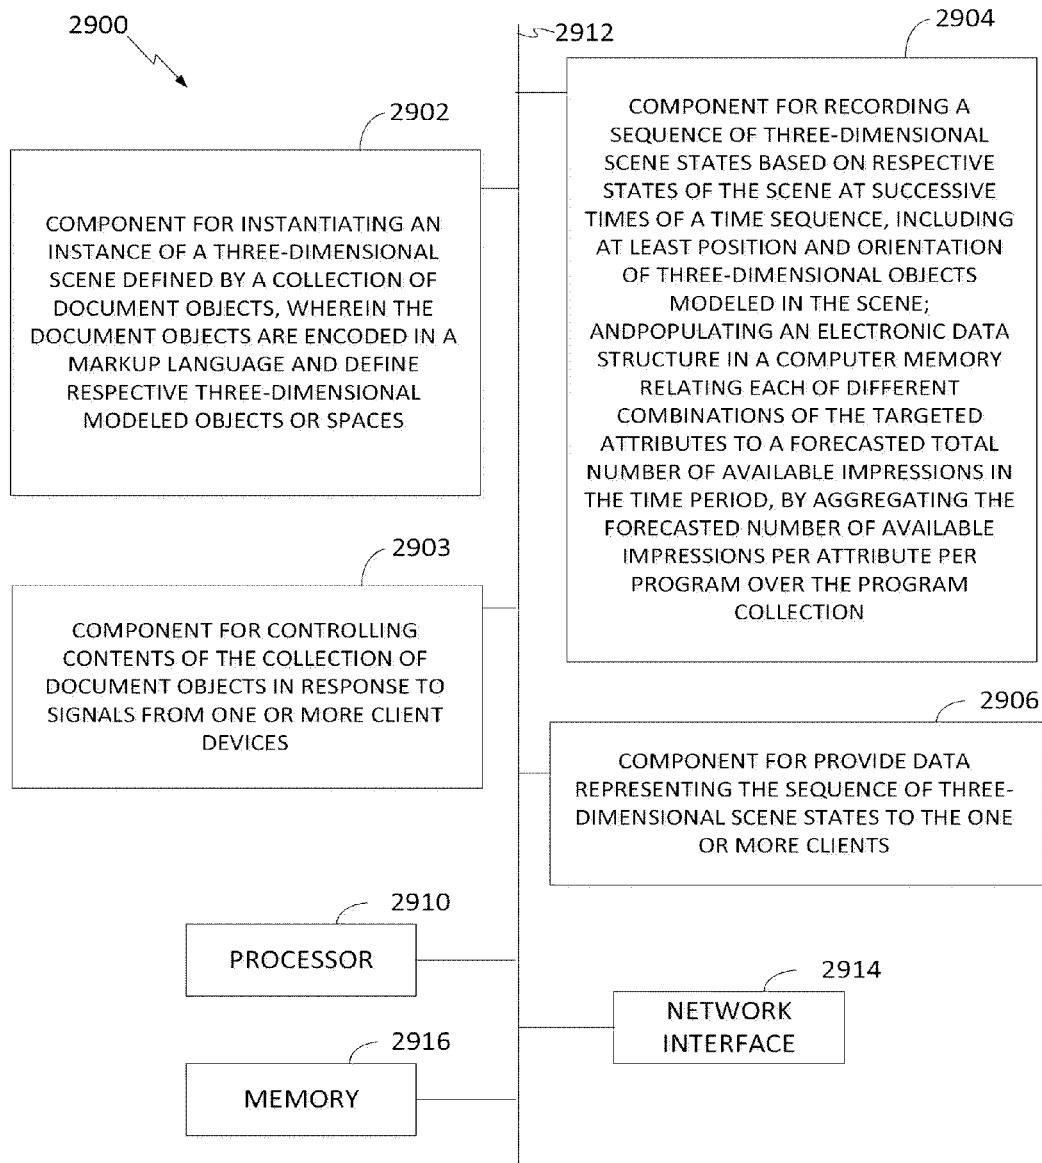 2900
2912
2904
2902
COMPONENT FOR RECORDING A
SEQUENCE OF THREE-DIMENSIONAL
SCENE STATES BASED ON RESPECTIVE
STATES OF THE SCENE AT SUCCESSIVE
TIMES OF A TIME SEQUENCE, INCLUDING
AT LEAST POSITION AND ORIENTATION
OF THREE-DIMENSIONAL OBJECTS
MODELED IN THE SCENE;
ANDPOPULATING AN ELECTRONIC DATA
STRUCTURE IN A COMPUTER MEMORY
RELATING EACH OF DIFFERENT
COMBINATIONS OF THE TARGETED
ATTRIBUTES TO A FORECASTED TOTAL
NUMBER OF AVAILABLE IMPRESSIONS IN
THE TIME PERIOD, BY AGGREGATING THE
FORECASTED NUMBER OF AVAILABLE
IMPRESSIONS PER ATTRIBUTE PER
PROGRAM OVER THE PROGRAM
COLLECTION
COMPONENT FOR INSTANTIATING AN
INSTANCE OF A THREE-DIMENSIONAL
SCENE DEFINED BY A COLLECTION OF
DOCUMENT OBJECTS, WHEREIN THE
DOCUMENT OBJECTS ARE ENCODED IN A
MARKUP LANGUAGE AND DEFINE
RESPECTIVE THREE-DIMENSIONAL
MODELED OBJECTS OR SPACES
2903
COMPONENT FOR CONTROLLING
CONTENTS OF THE COLLECTION OF
DOCUMENT OBJECTS IN RESPONSE TO
SIGNALS FROM ONE OR MORE CLIENT
DEVICES
2906
COMPONENT FOR PROVIDE DATA
REPRESENTING THE SEQUENCE OF THREE-
DIMENSIONAL SCENE STATES TO THE ONE
OR MORE CLIENTS
2910
PROCESSOR
2914
NETWORK
INTERFACE
2916
MEMORY